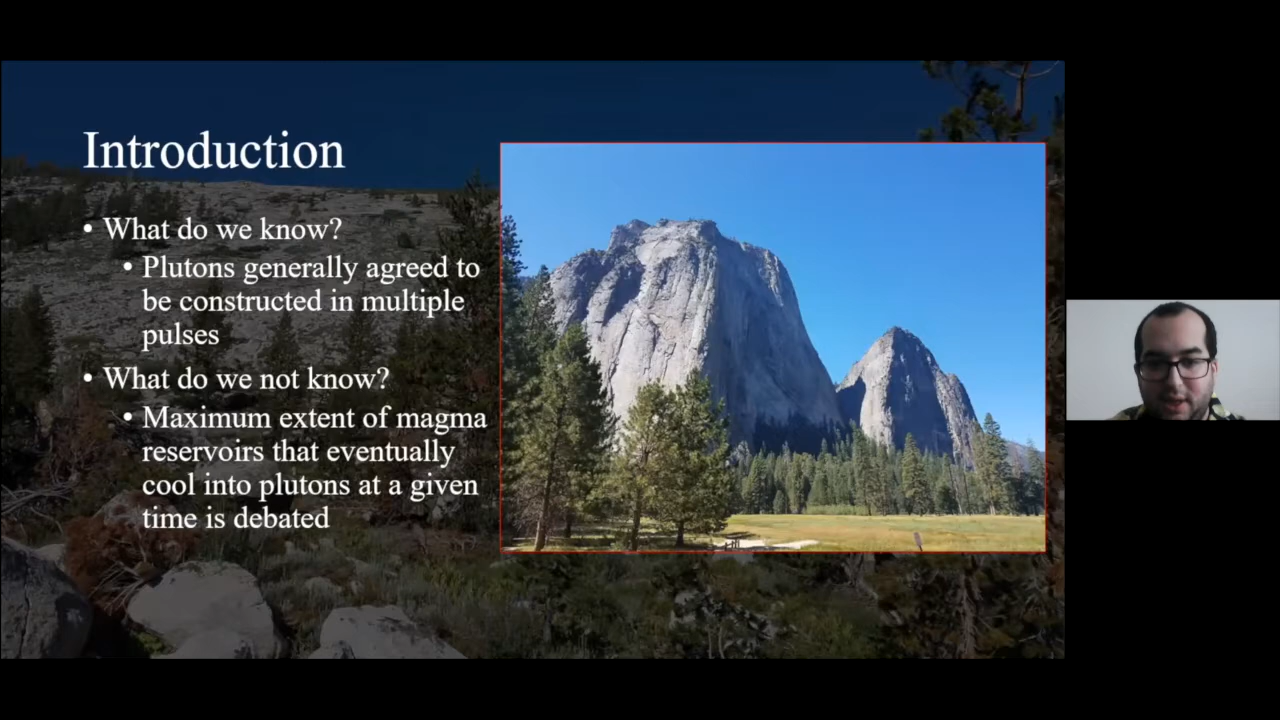 Introduction
• What do we know?
• Plutons generally agreed to
be constructed in multiple
pulses
• What do we not know?
• Maximum extent of magma
reservoirs that eventually
cool into plutons at a given
time is debated